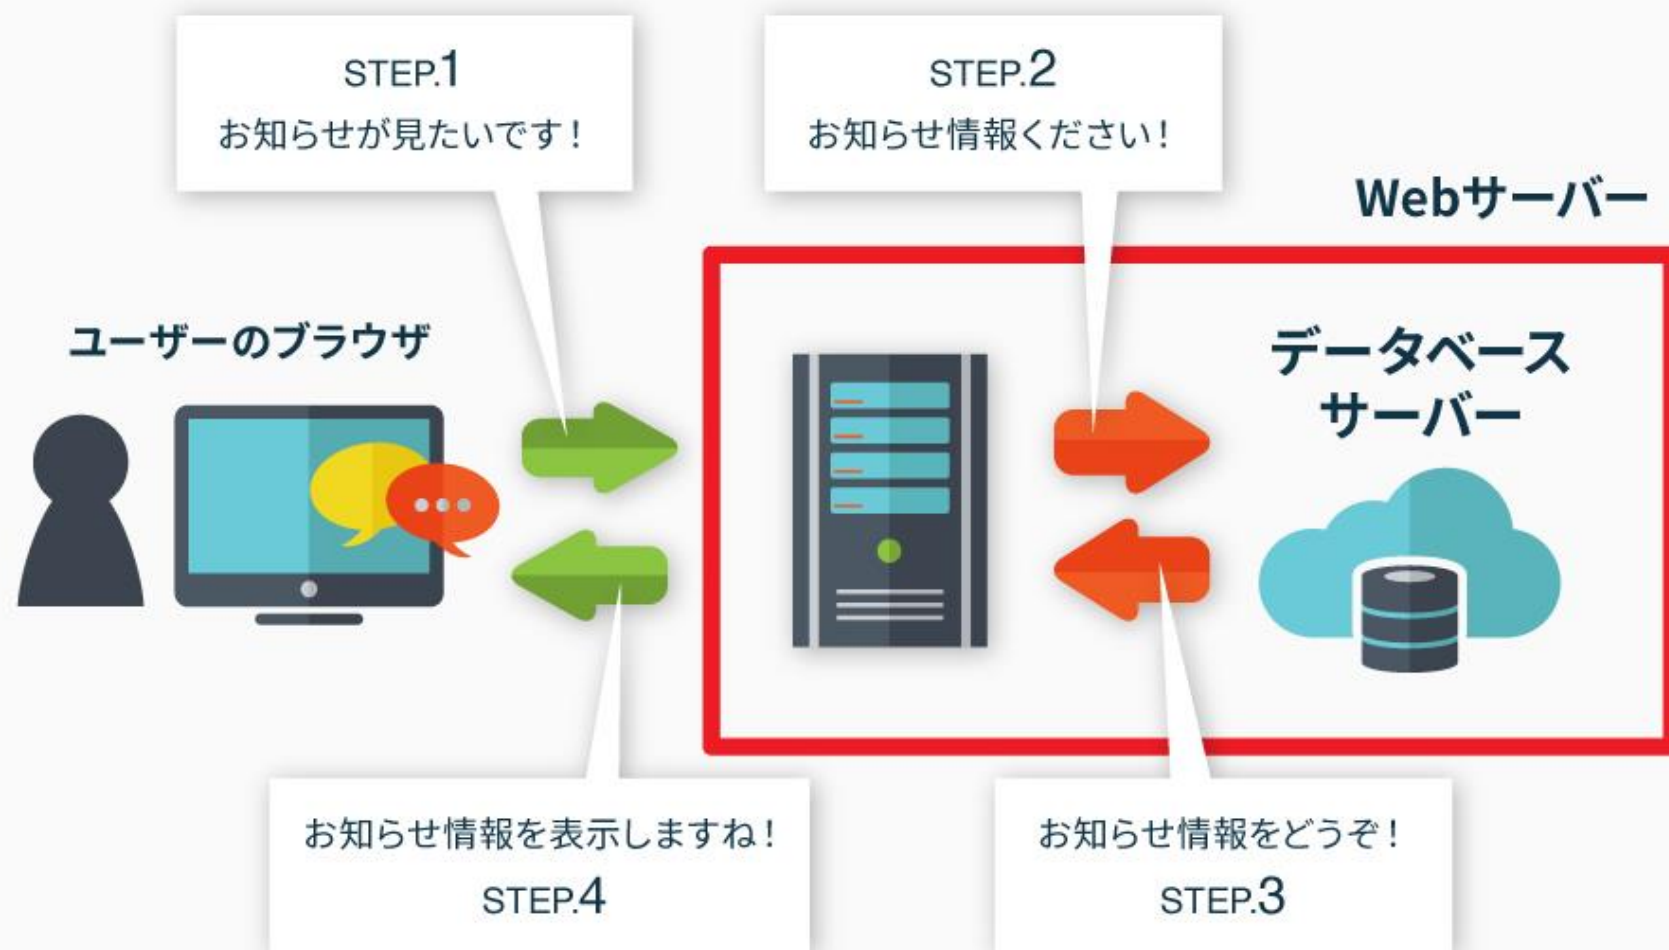 STEP.1
お知らせが見たいです！
STEP.2
お知らせ情報ください！
Webサーバー
ユーザーのブラウザ
データベース
サーバー
お知らせ情報を表示しますね！
STEP.4
お知らせ情報をどうぞ！
STEP.3